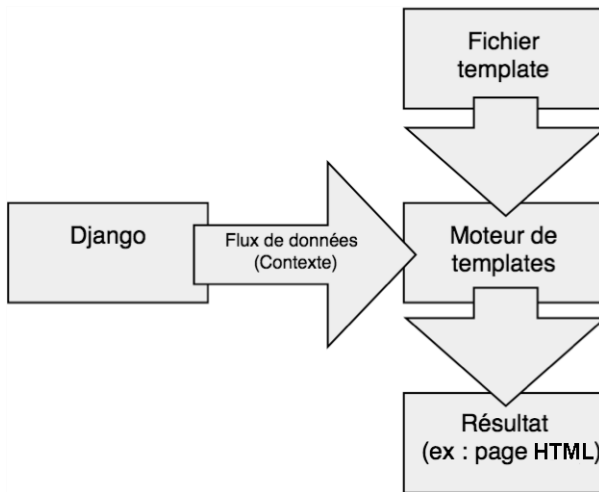 Fichier
template
Django
Flux de données
(Contexte)
Moteur de
templates
Résultat
(ex : page HTML)